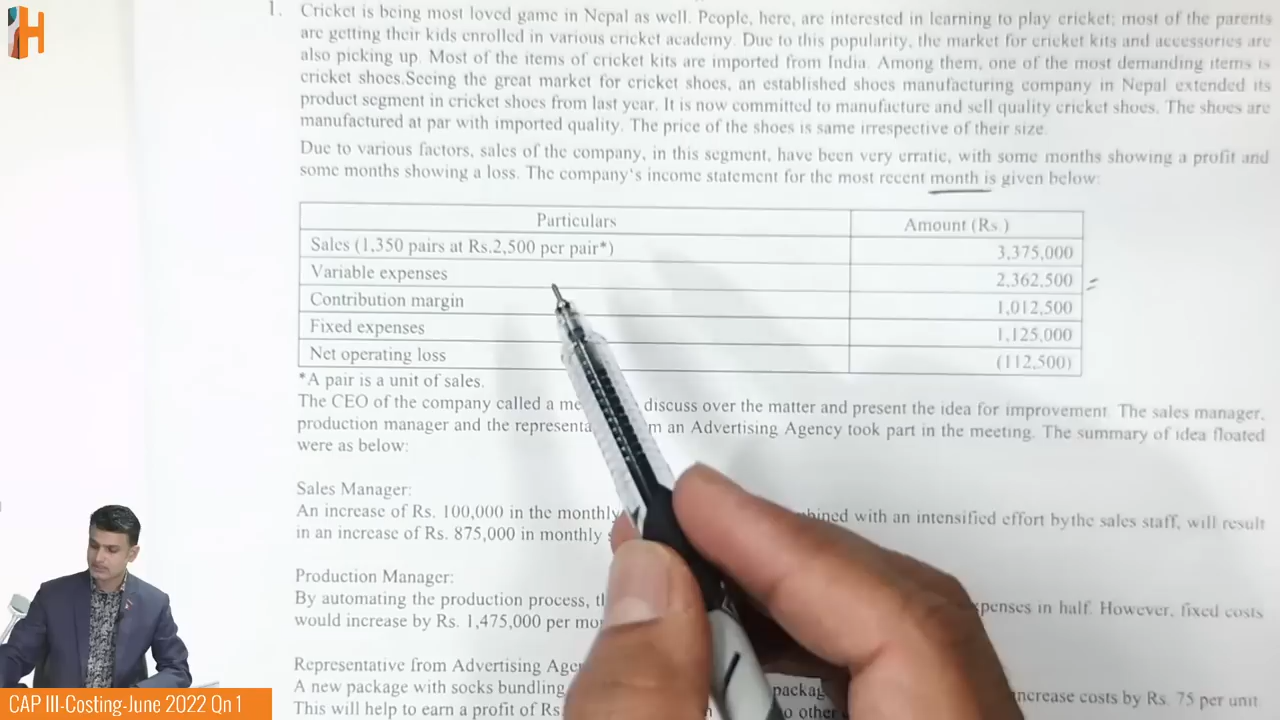 H
1. Cricket is being most loved game in Nepal as well. People, here, are interested in learning to play cricket; most of the parents
are getting their kids enrolled in various cricket academy. Due to this popularity, the market for cricket kits and accessories are
also picking up. Most of the items of cricket kits are imported from India. Among them, one of the most demanding items is
cricket shoes.Seeing the great market for cricket shoes, an established shoes manufacturing company in Nepal extended its
product segment in cricket shoes from last year. It is now committed to manufacture and sell quality cricket shoes. The shoes are
manufactured at par with imported quality. The price of the shoes is same irrespective of their size.
Due to various factors, sales of the company, in this segment, have been very erratic, with some months showing a profit and
some months showing a loss. The company's income statement for the most recent month is given below:
Particulars Amount (Rs.)
Sales (1,350 pairs at Rs.2,500 per pair*) 3,375,000
Variable expenses 2,362,500
Contribution margin 1,012,500
Fixed expenses 1,125,000
Net operating loss (112,500)
*A pair is a unit of sales.
The CEO of the company called a discuss over the matter and present the idea for improvement. The sales manager,
production manager and the an Advertising Agency took part in the meeting. The summary of idea floated
were as below:
Sales Manager:
An increase of Rs. 100,000 in the monthly with an intensified effort bythe sales staff, will result
in an increase of Rs. 875,000 in monthly
Production Manager:
By automating the production process, in half. However, fixed costs
would increase by Rs. 1,475,000 per
Representative from Advertising
A new package with socks bundling costs by Rs. 75 per unit.
This will help to earn a profit of other
CAP III-Costing-June 2022 Qn 1